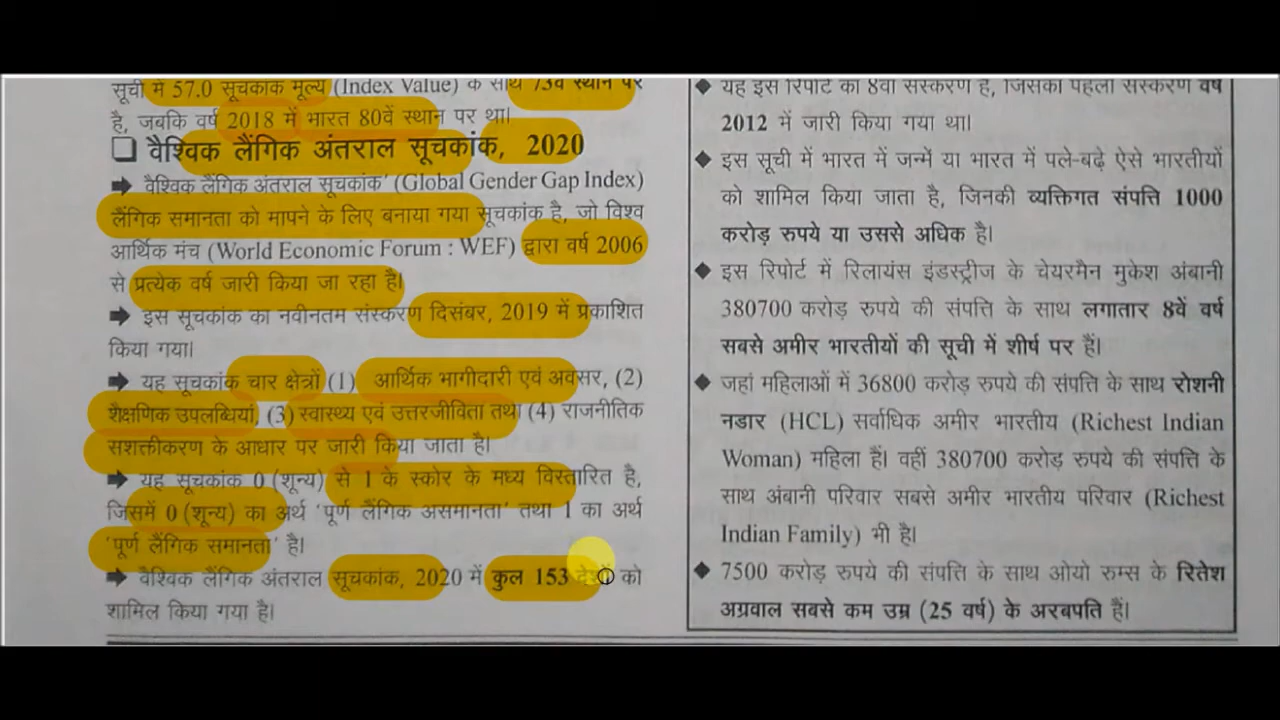 सूची में 57.0 सूचकांक मूल्य (Index Value) के साथ 73वें स्थान पर
है, जबकि वर्ष 2018 में भारत 80वें स्थान पर था।
❑ वैश्विक लैंगिक अंतराल सूचकांक, 2020
➡ वैश्विक लैंगिक अंतराल सूचकांक' (Global Gender Gap Index)
लैंगिक समानता को मापने के लिए बनाया गया सूचकांक है, जो विश्व
आर्थिक मंच (World Economic Forum : WEF) द्वारा वर्ष 2006
से प्रत्येक वर्ष जारी किया जा रहा है।
➡ इस सूचकांक का नवीनतम संस्करण दिसंबर, 2019 में प्रकाशित
किया गया।
➡ यह सूचकांक चार क्षेत्रों (1) आर्थिक भागीदारी एवं अवसर, (2)
शैक्षणिक उपलब्धियां, (3) स्वास्थ्य एवं उत्तरजीविता तथा (4) राजनीतिक
सशक्तीकरण के आधार पर जारी किया जाता है।
➡ यह सूचकांक 0 (शून्य) से 1 के स्कोर के मध्य विस्तारित है,
जिसमें 0 (शून्य) का अर्थ 'पूर्ण लैंगिक असमानता' तथा 1 का अर्थ
'पूर्ण लैंगिक समानता' है।
➡ वैश्विक लैंगिक अंतराल सूचकांक, 2020 में कुल 153 देशों को
शामिल किया गया है।
◆ यह इस रिपोर्ट का 8वां संस्करण है, जिसका पहला संस्करण वर्ष
2012 में जारी किया गया था।
◆ इस सूची में भारत में जन्में या भारत में पले-बढ़े ऐसे भारतीयों
को शामिल किया जाता है, जिनकी व्यक्तिगत संपत्ति 1000
करोड़ रुपये या उससे अधिक है।
◆ इस रिपोर्ट में रिलायंस इंडस्ट्रीज के चेयरमैन मुकेश अंबानी
380700 करोड़ रुपये की संपत्ति के साथ लगातार 8वें वर्ष
सबसे अमीर भारतीयों की सूची में शीर्ष पर हैं।
◆ जहां महिलाओं में 36800 करोड़ रुपये की संपत्ति के साथ रोशनी
नडार (HCL) सर्वाधिक अमीर भारतीय (Richest Indian
Woman) महिला हैं। वहीं 380700 करोड़ रुपये की संपत्ति के
साथ अंबानी परिवार सबसे अमीर भारतीय परिवार (Richest
Indian Family) भी है।
◆ 7500 करोड़ रुपये की संपत्ति के साथ ओयो रुम्स के रितेश
अग्रवाल सबसे कम उम्र (25 वर्ष) के अरबपति हैं।